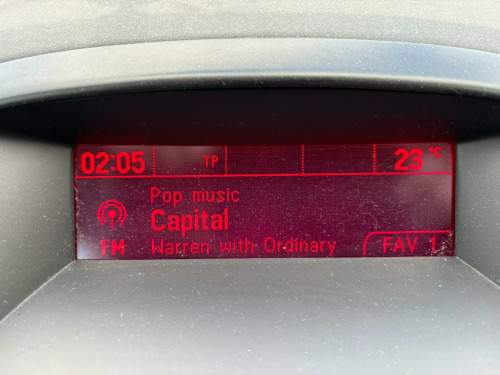 02:05 TP 23 °C
Pop music
Capital
FM Warren with Ordinary FAV 1